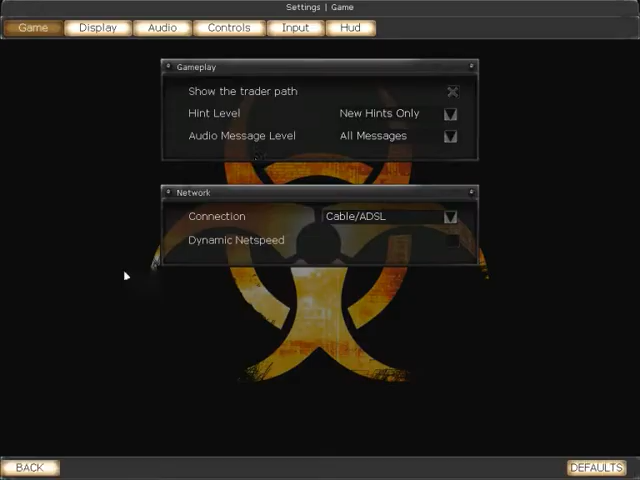 Settings | Game
Game Display Audio Controls Input Hud
Gameplay
Show the trader path
Hint Level New Hints Only
Audio Message Level All Messages
Network
Connection Cable/ADSL
Dynamic Netspeed
BACK DEFAULTS